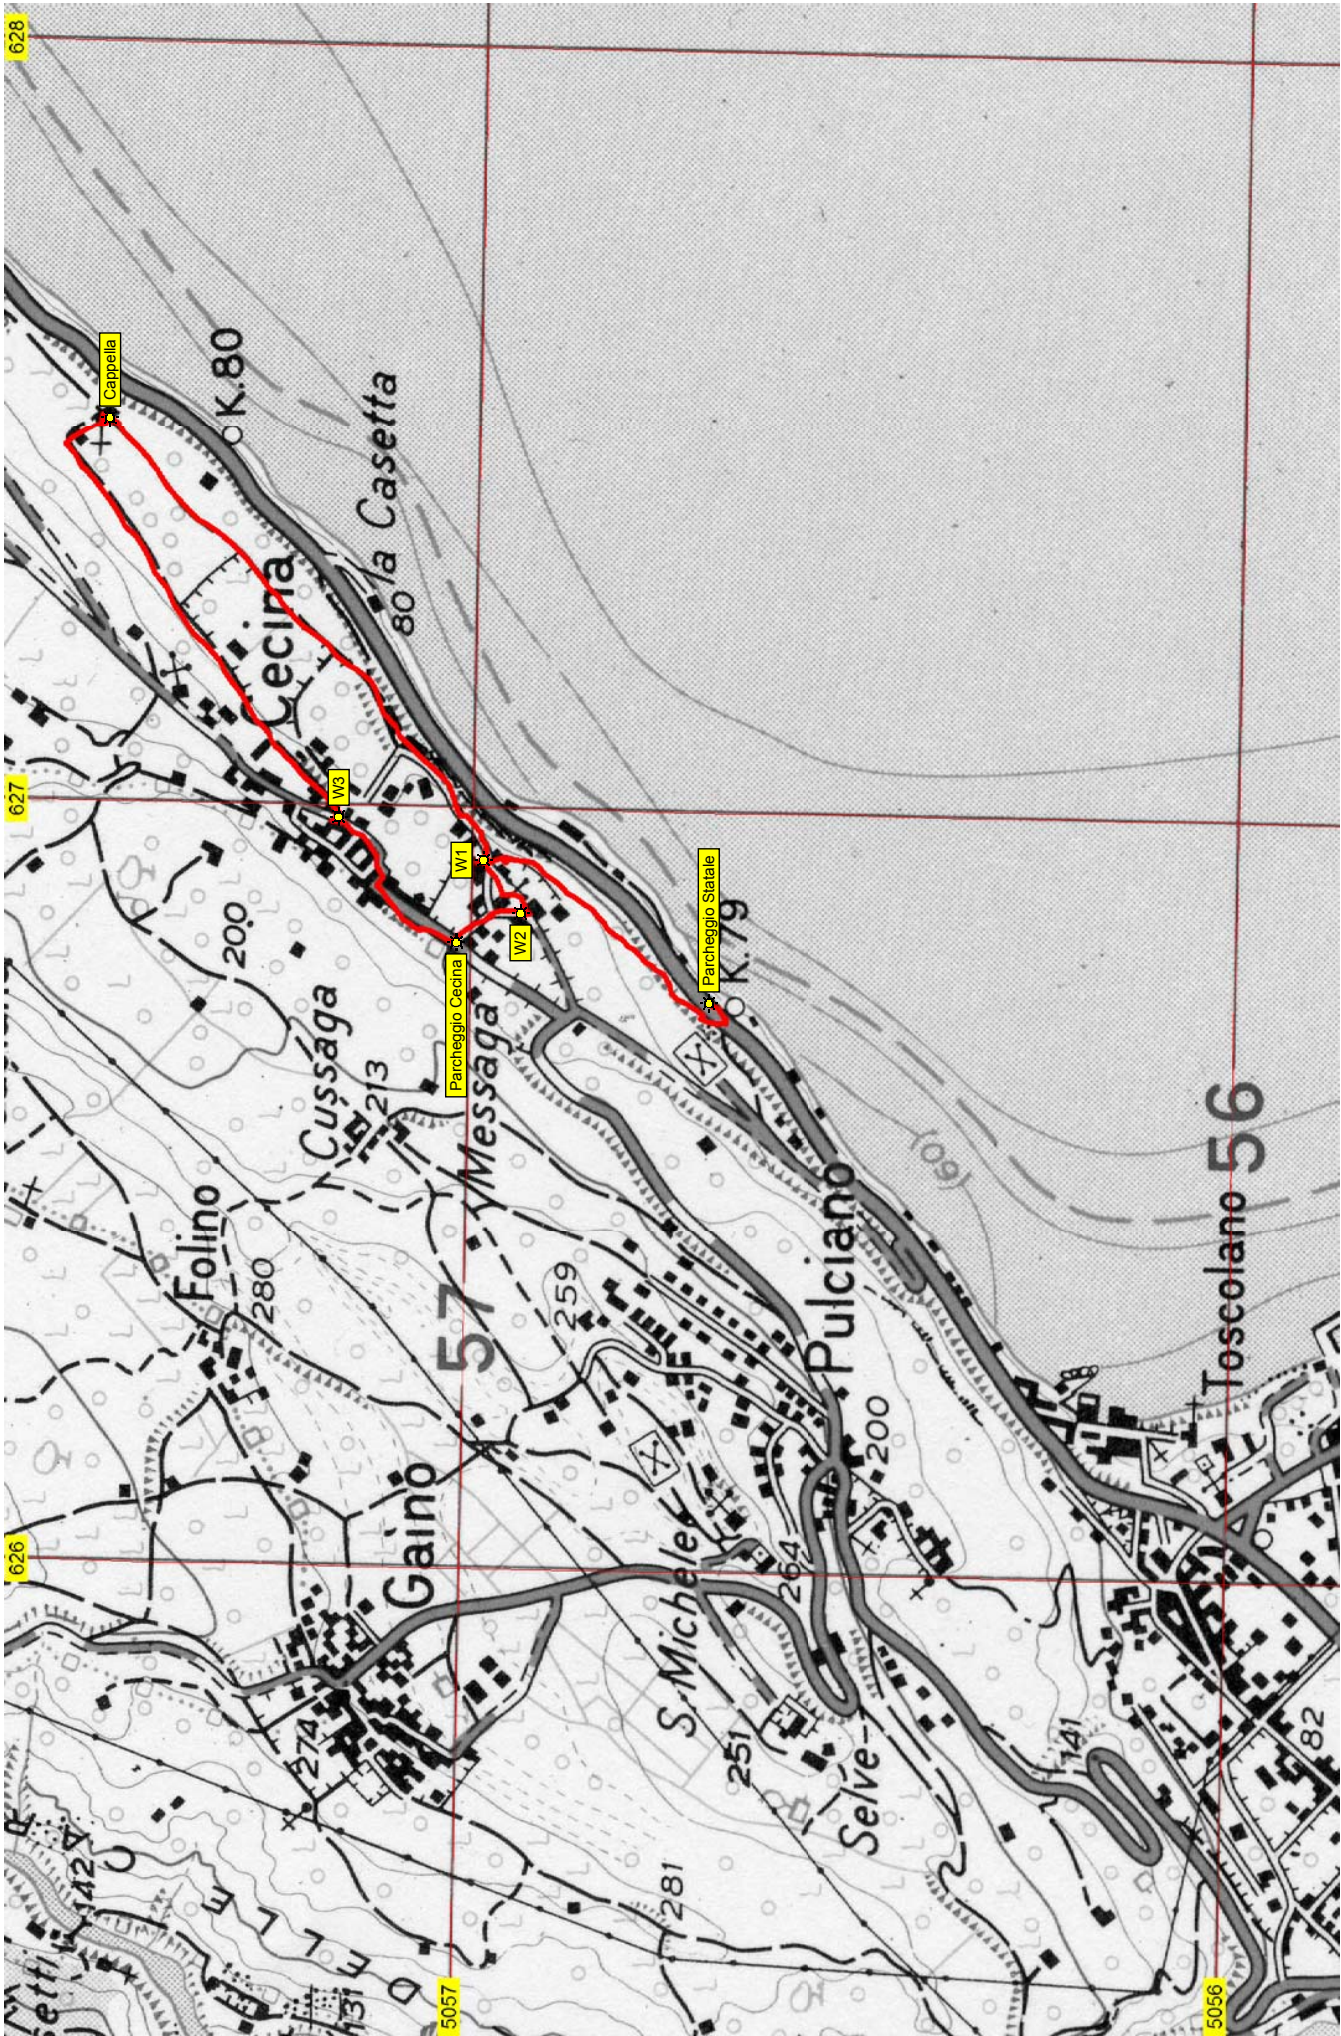 628
Cappella
K.80
la Casetta
80
Cecina
627
W3
W1
W2
Parcheggio Statale
K.79
Parcheggio Cecina
200
Cussaga
213
Messaga
Folino
280
57
259
Pulciano
200
(60)
Toscolano
56
Gaino
626
S. Michele
264
274
251
Selve
141
82
281
DELLE
5057
5056